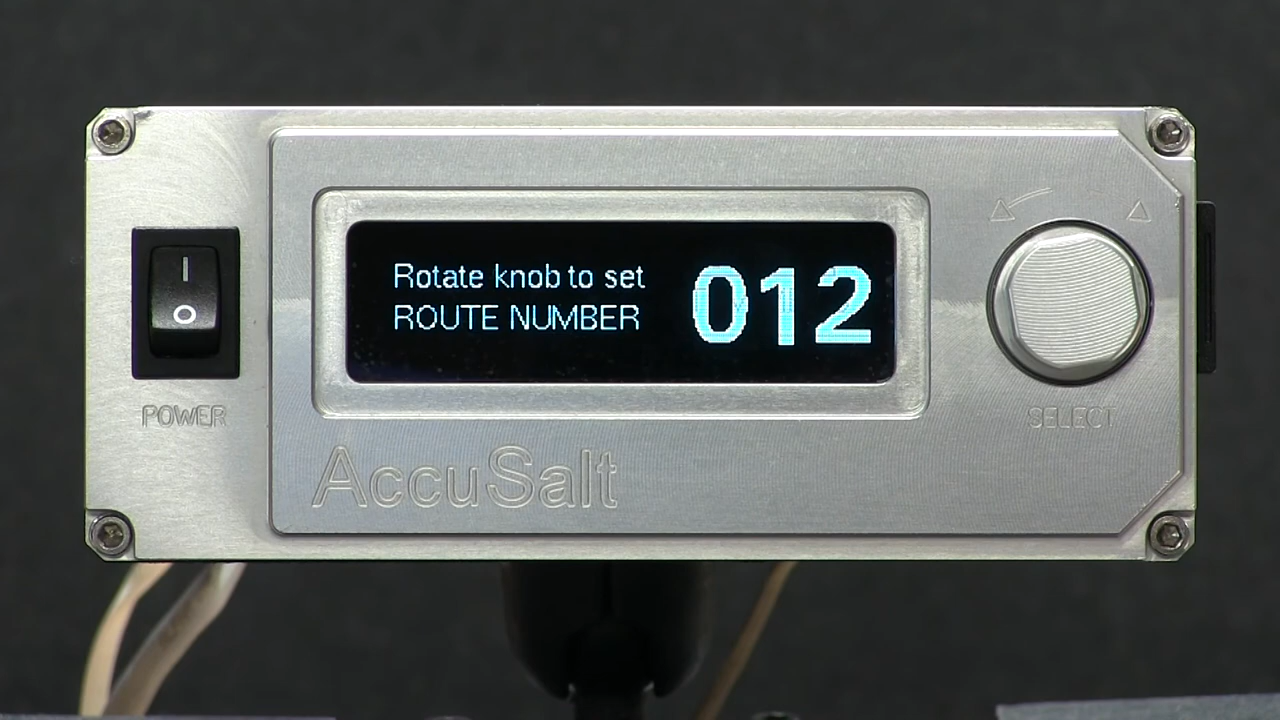 Rotate knob to set
ROUTE NUMBER
012
POWER
SELECT
AccuSalt